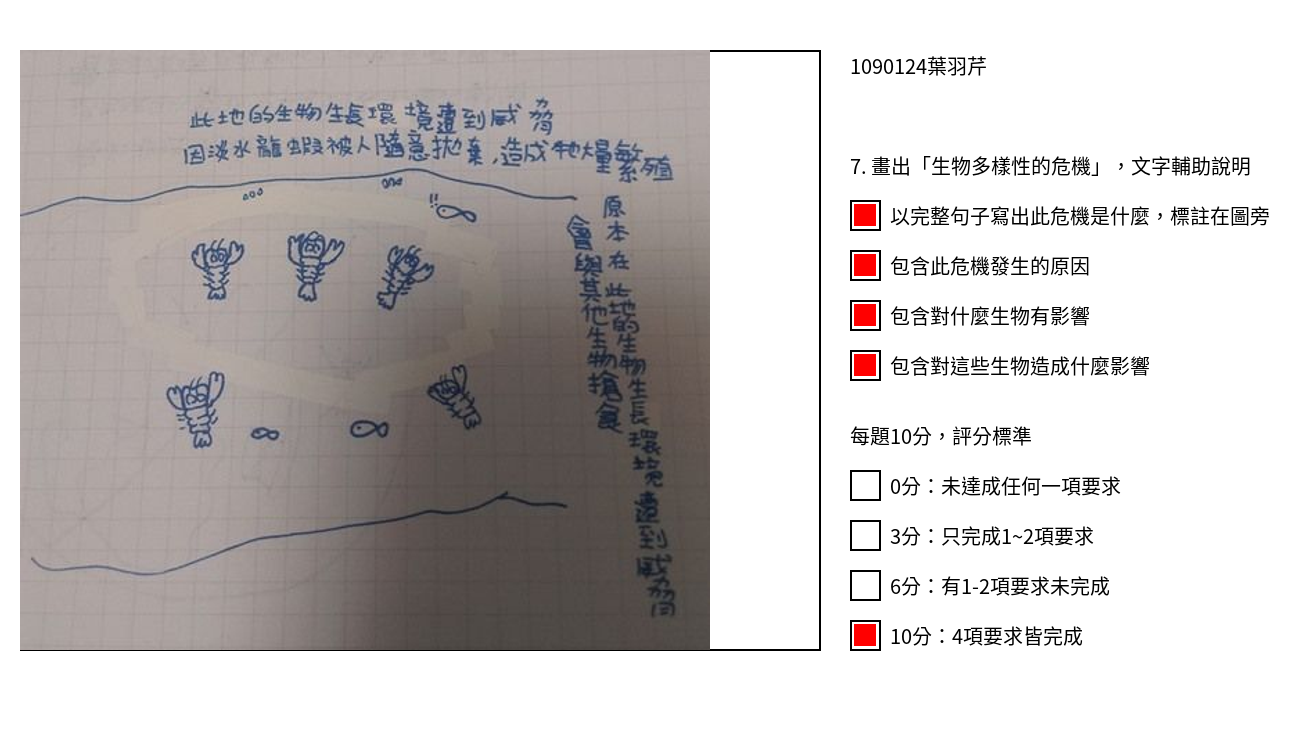 此地的生物生長環境遭到威脅
因淡水龍蝦被人隨意拋棄,造成牠大量繁殖
原本在此地的生物生長環境遭到威脅
會與其他生物搶食
!!
1090124葉羽芹
7. 畫出「生物多樣性的危機」,文字輔助說明
以完整句子寫出此危機是什麼,標註在圖旁
包含此危機發生的原因
包含對什麼生物有影響
包含對這些生物造成什麼影響
每題10分,評分標準
0分:未達成任何一項要求
3分:只完成1~2項要求
6分:有1-2項要求未完成
10分:4項要求皆完成